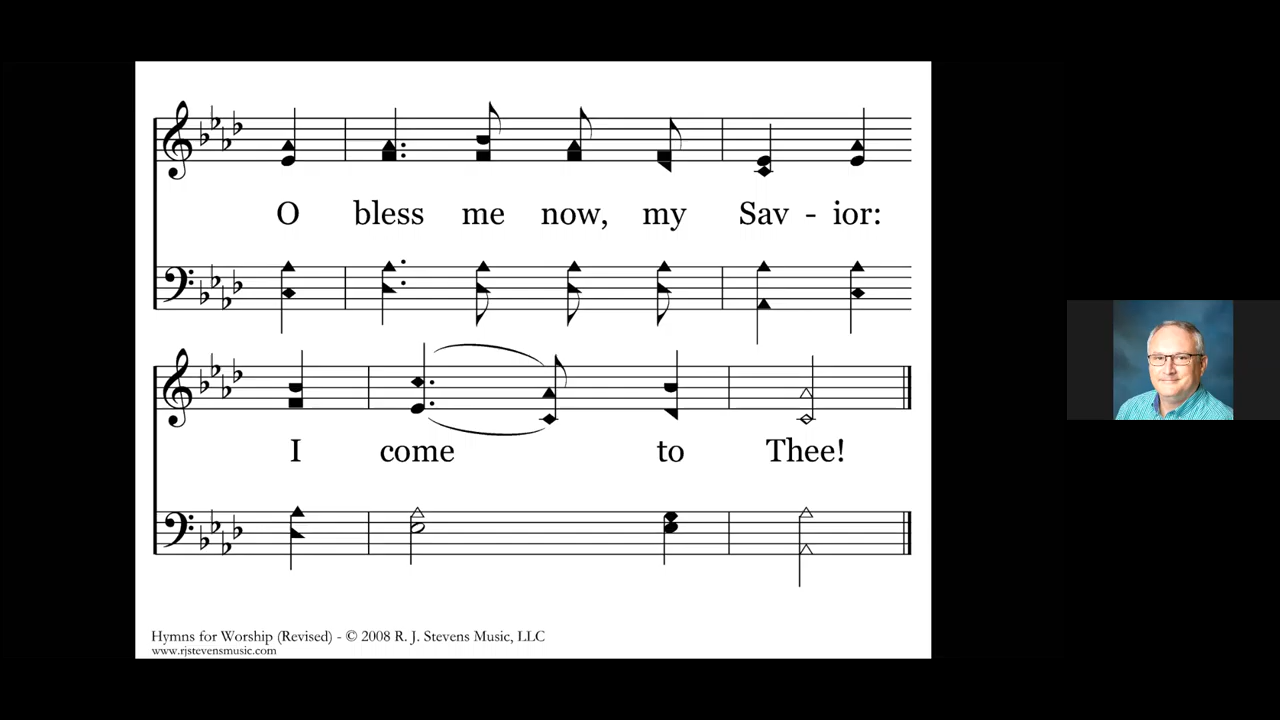 O bless me now, my Sav - ior:
I come to Thee!
Hymns for Worship (Revised) - © 2008 R. J. Stevens Music, LLC
www.rjstevensmusic.com